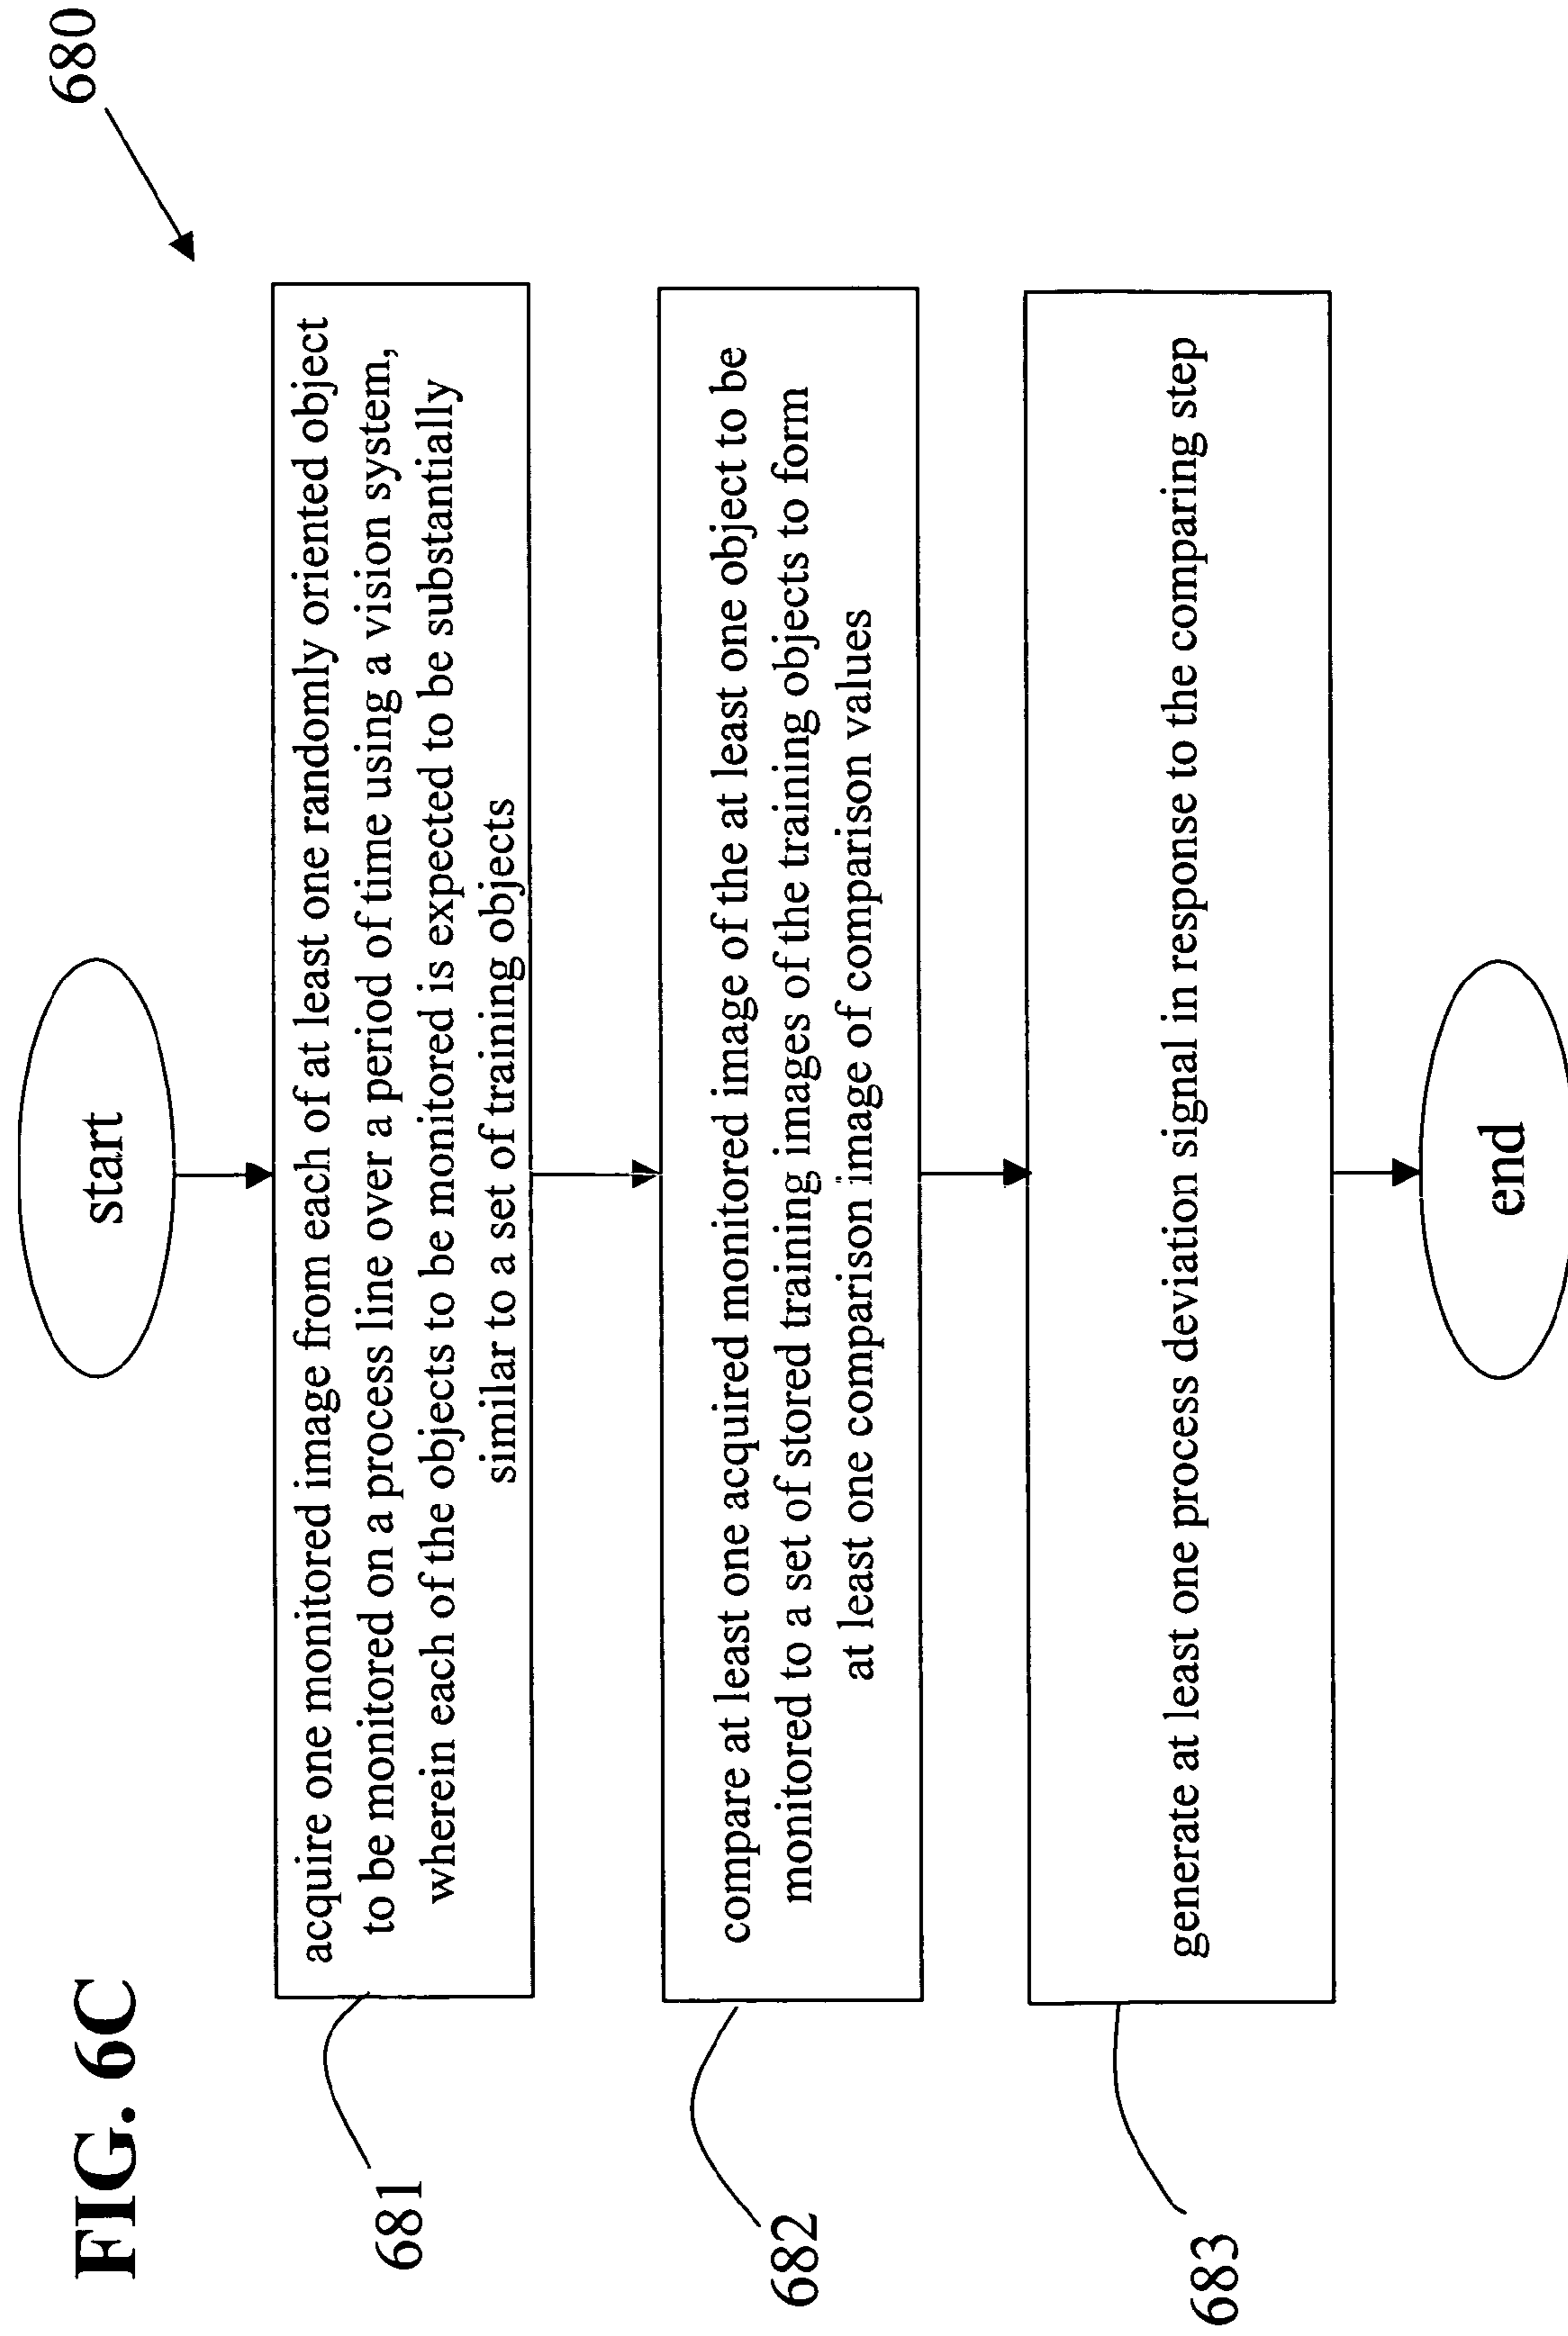 FIG. 6C
680
start
681
acquire one monitored image from each of at least one randomly oriented object
to be monitored on a process line over a period of time using a vision system,
wherein each of the objects to be monitored is expected to be substantially
similar to a set of training objects
682
compare at least one acquired monitored image of the at least one object to be
monitored to a set of stored training images of the training objects to form
at least one comparison image of comparison values
683
generate at least one process deviation signal in response to the comparing step
end